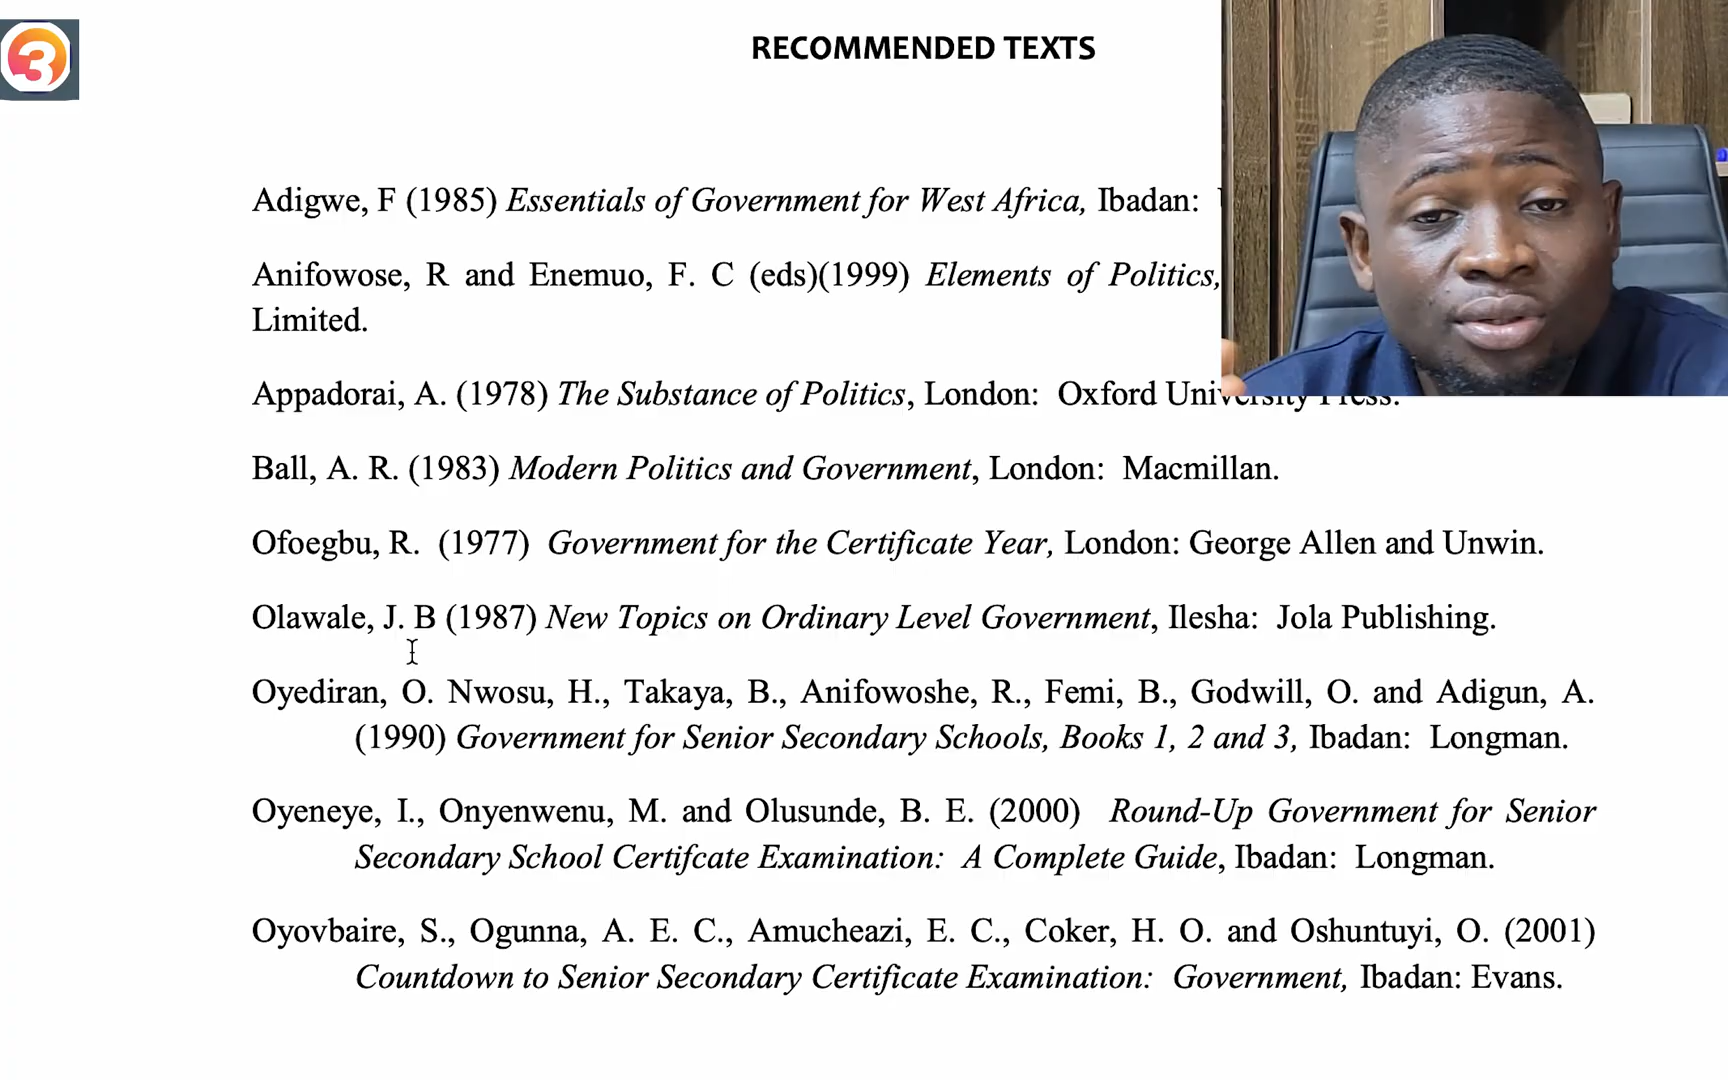 3
RECOMMENDED TEXTS
Adigwe, F (1985) Essentials of Government for West Africa, Ibadan:
Anifowose, R and Enemuo, F. C (eds)(1999) Elements of Politics,
Limited.
Appadorai, A. (1978) The Substance of Politics, London: Oxford University Press.
Ball, A. R. (1983) Modern Politics and Government, London: Macmillan.
Ofoegbu, R. (1977) Government for the Certificate Year, London: George Allen and Unwin.
Olawale, J. B (1987) New Topics on Ordinary Level Government, Ilesha: Jola Publishing.
Oyediran, O. Nwosu, H., Takaya, B., Anifowoshe, R., Femi, B., Godwill, O. and Adigun, A.
(1990) Government for Senior Secondary Schools, Books 1, 2 and 3, Ibadan: Longman.
Oyeneye, I., Onyenwenu, M. and Olusunde, B. E. (2000) Round-Up Government for Senior
Secondary School Certifcate Examination: A Complete Guide, Ibadan: Longman.
Oyovbaire, S., Ogunna, A. E. C., Amucheazi, E. C., Coker, H. O. and Oshuntuyi, O. (2001)
Countdown to Senior Secondary Certificate Examination: Government, Ibadan: Evans.